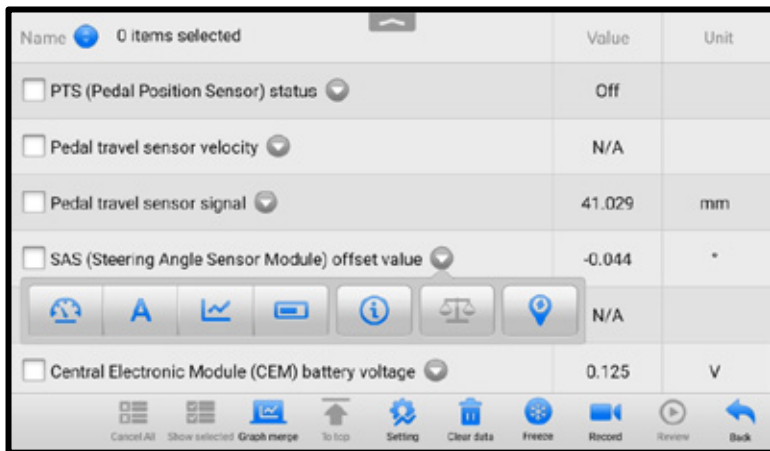 Name 0 items selected Value Unit
PTS (Pedal Position Sensor) status Off
Pedal travel sensor velocity N/A
Pedal travel sensor signal 41.029 mm
SAS (Steering Angle Sensor Module) offset value -0.044 °
A N/A
Central Electronic Module (CEM) battery voltage 0.125 V
Cancel All Show selected Graph merge To top Setting Clear data Freeze Record Review Back